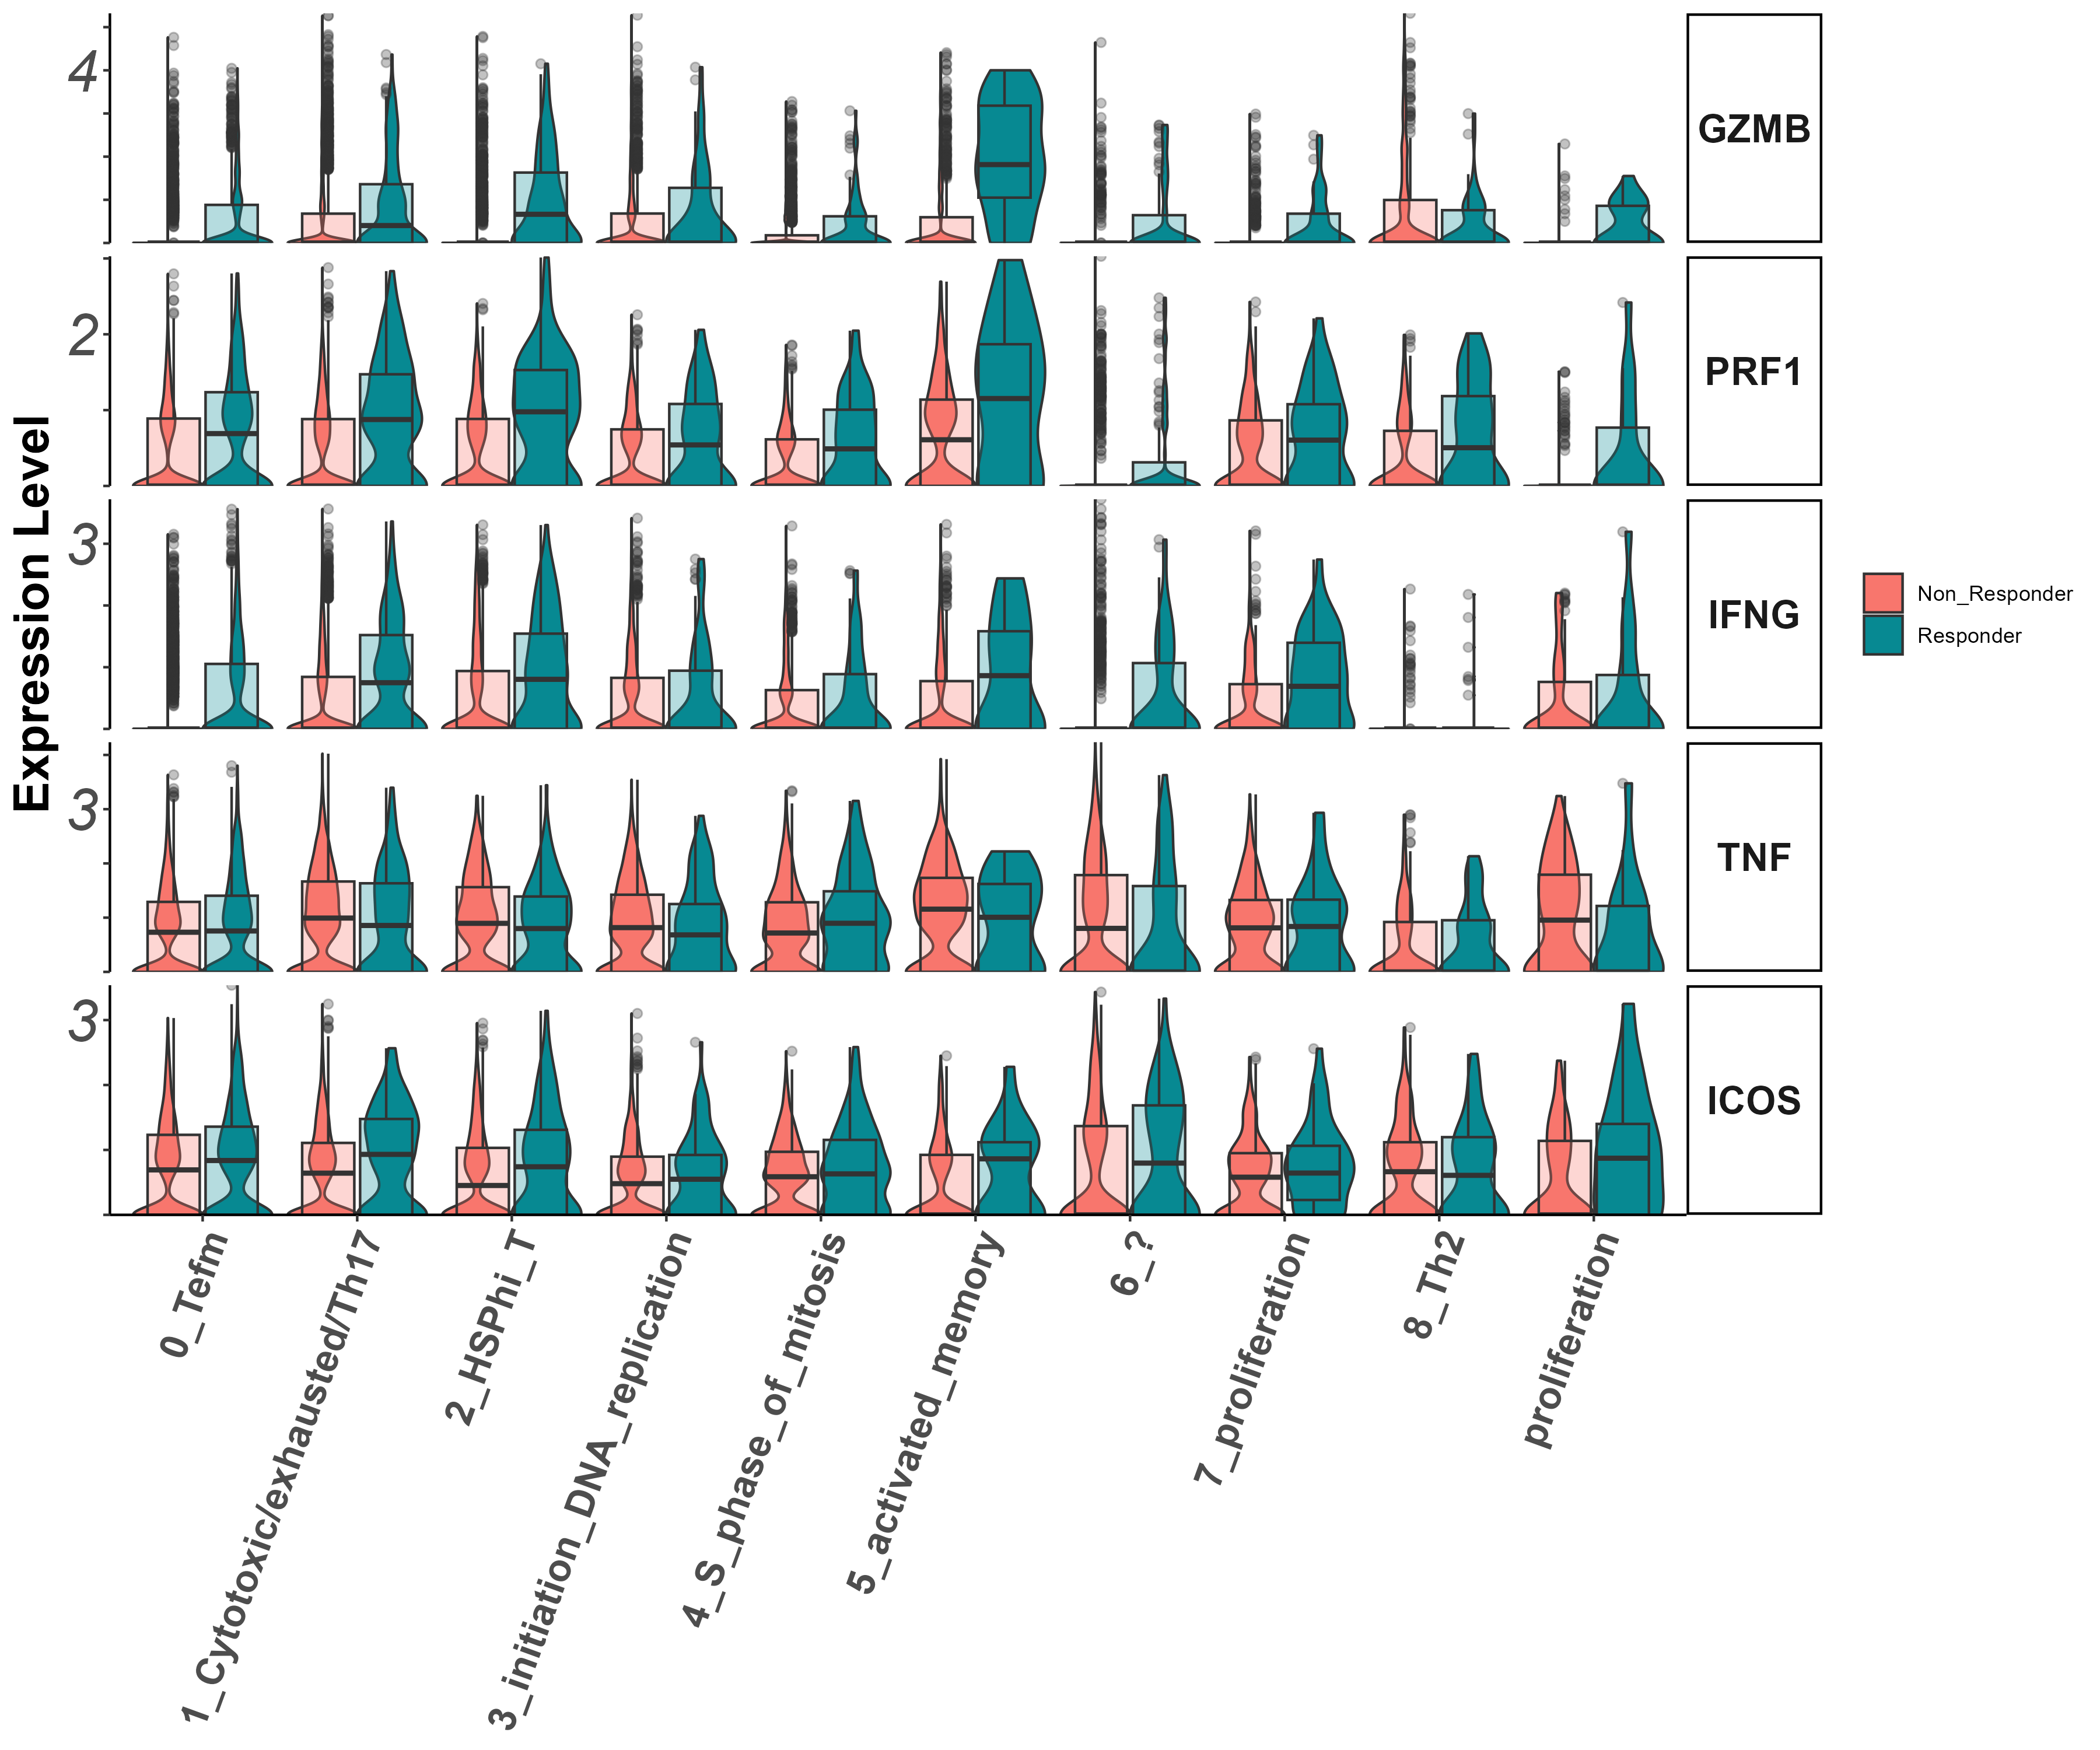 Expression Level
4
GZMB
2
PRF1
3
IFNG
3
TNF
3
ICOS
Non_Responder
Responder
0_Tefm
1_Cytotoxic/exhausted/Th17
2_HSPhi_T
3_initiation_DNA_replication
4_S_phase_of_mitosis
5_activated_memory
6_?
7_proliferation
8_Th2
proliferation